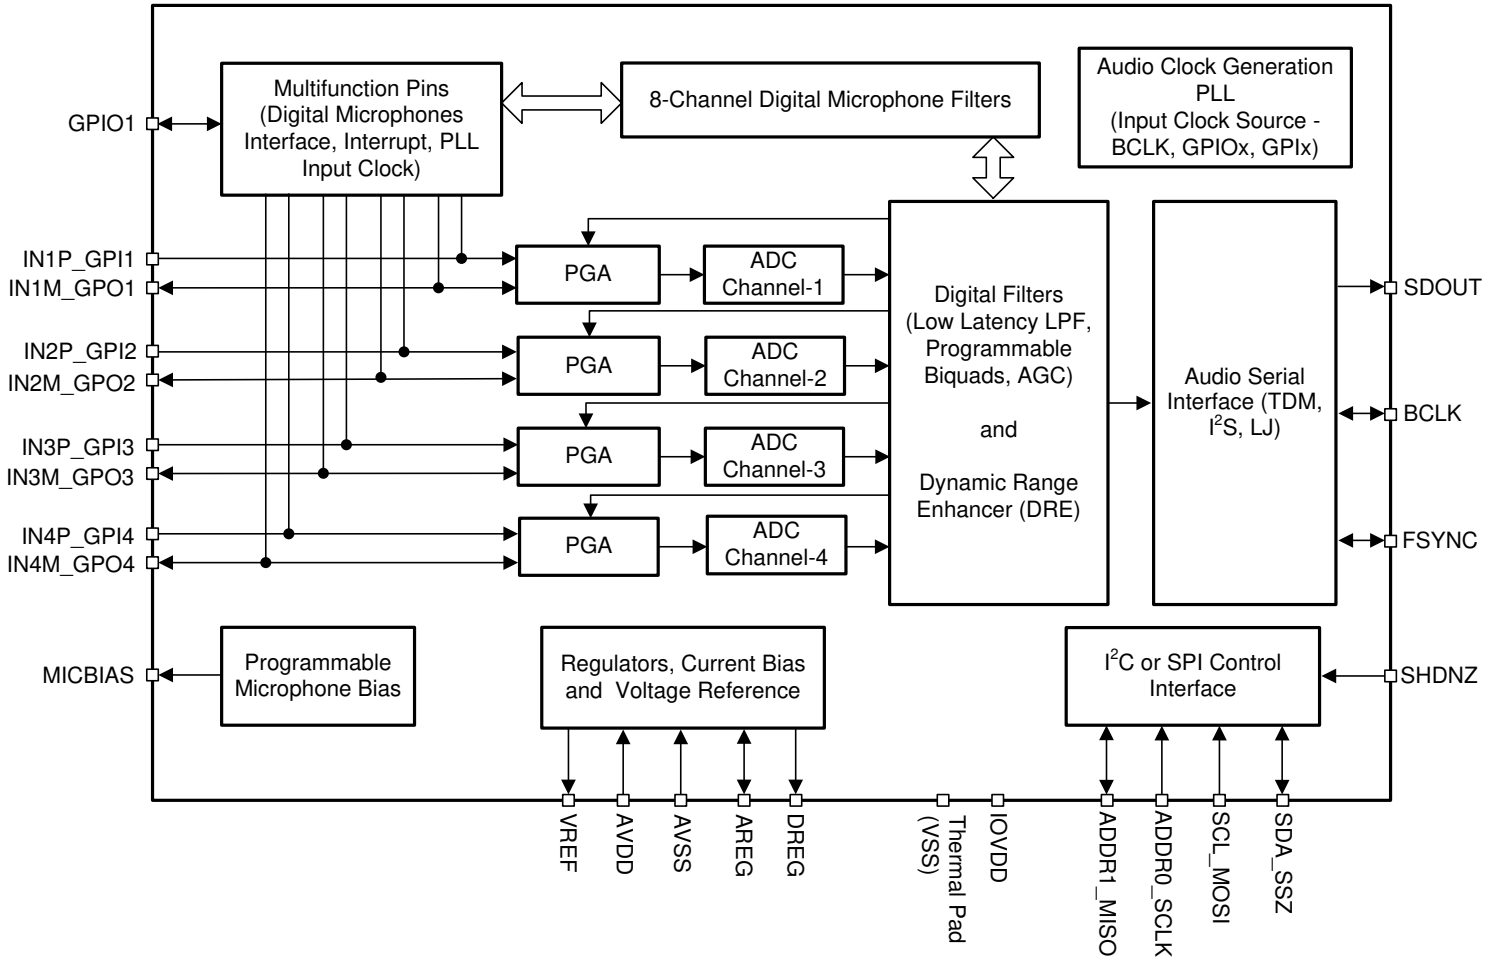 GPIO1
Multifunction Pins
(Digital Microphones
Interface, Interrupt, PLL
Input Clock)
8-Channel Digital Microphone Filters
Audio Clock Generation
PLL
(Input Clock Source -
BCLK, GPIOx, GPIx)
IN1P_GPI1
IN1M_GPO1
PGA
ADC
Channel-1
IN2P_GPI2
IN2M_GPO2
PGA
ADC
Channel-2
IN3P_GPI3
IN3M_GPO3
PGA
ADC
Channel-3
IN4P_GPI4
IN4M_GPO4
PGA
ADC
Channel-4
Digital Filters
(Low Latency LPF,
Programmable
Biquads, AGC)
and
Dynamic Range
Enhancer (DRE)
Audio Serial
Interface (TDM,
I²S, LJ)
SDOUT
BCLK
FSYNC
MICBIAS
Programmable
Microphone Bias
Regulators, Current Bias
and Voltage Reference
I²C or SPI Control
Interface
SHDNZ
VREF
AVDD
AVSS
AREG
DREG
Thermal Pad
(VSS)
IOVDD
ADDR1_MISO
ADDR0_SCLK
SCL_MOSI
SDA_SSZ